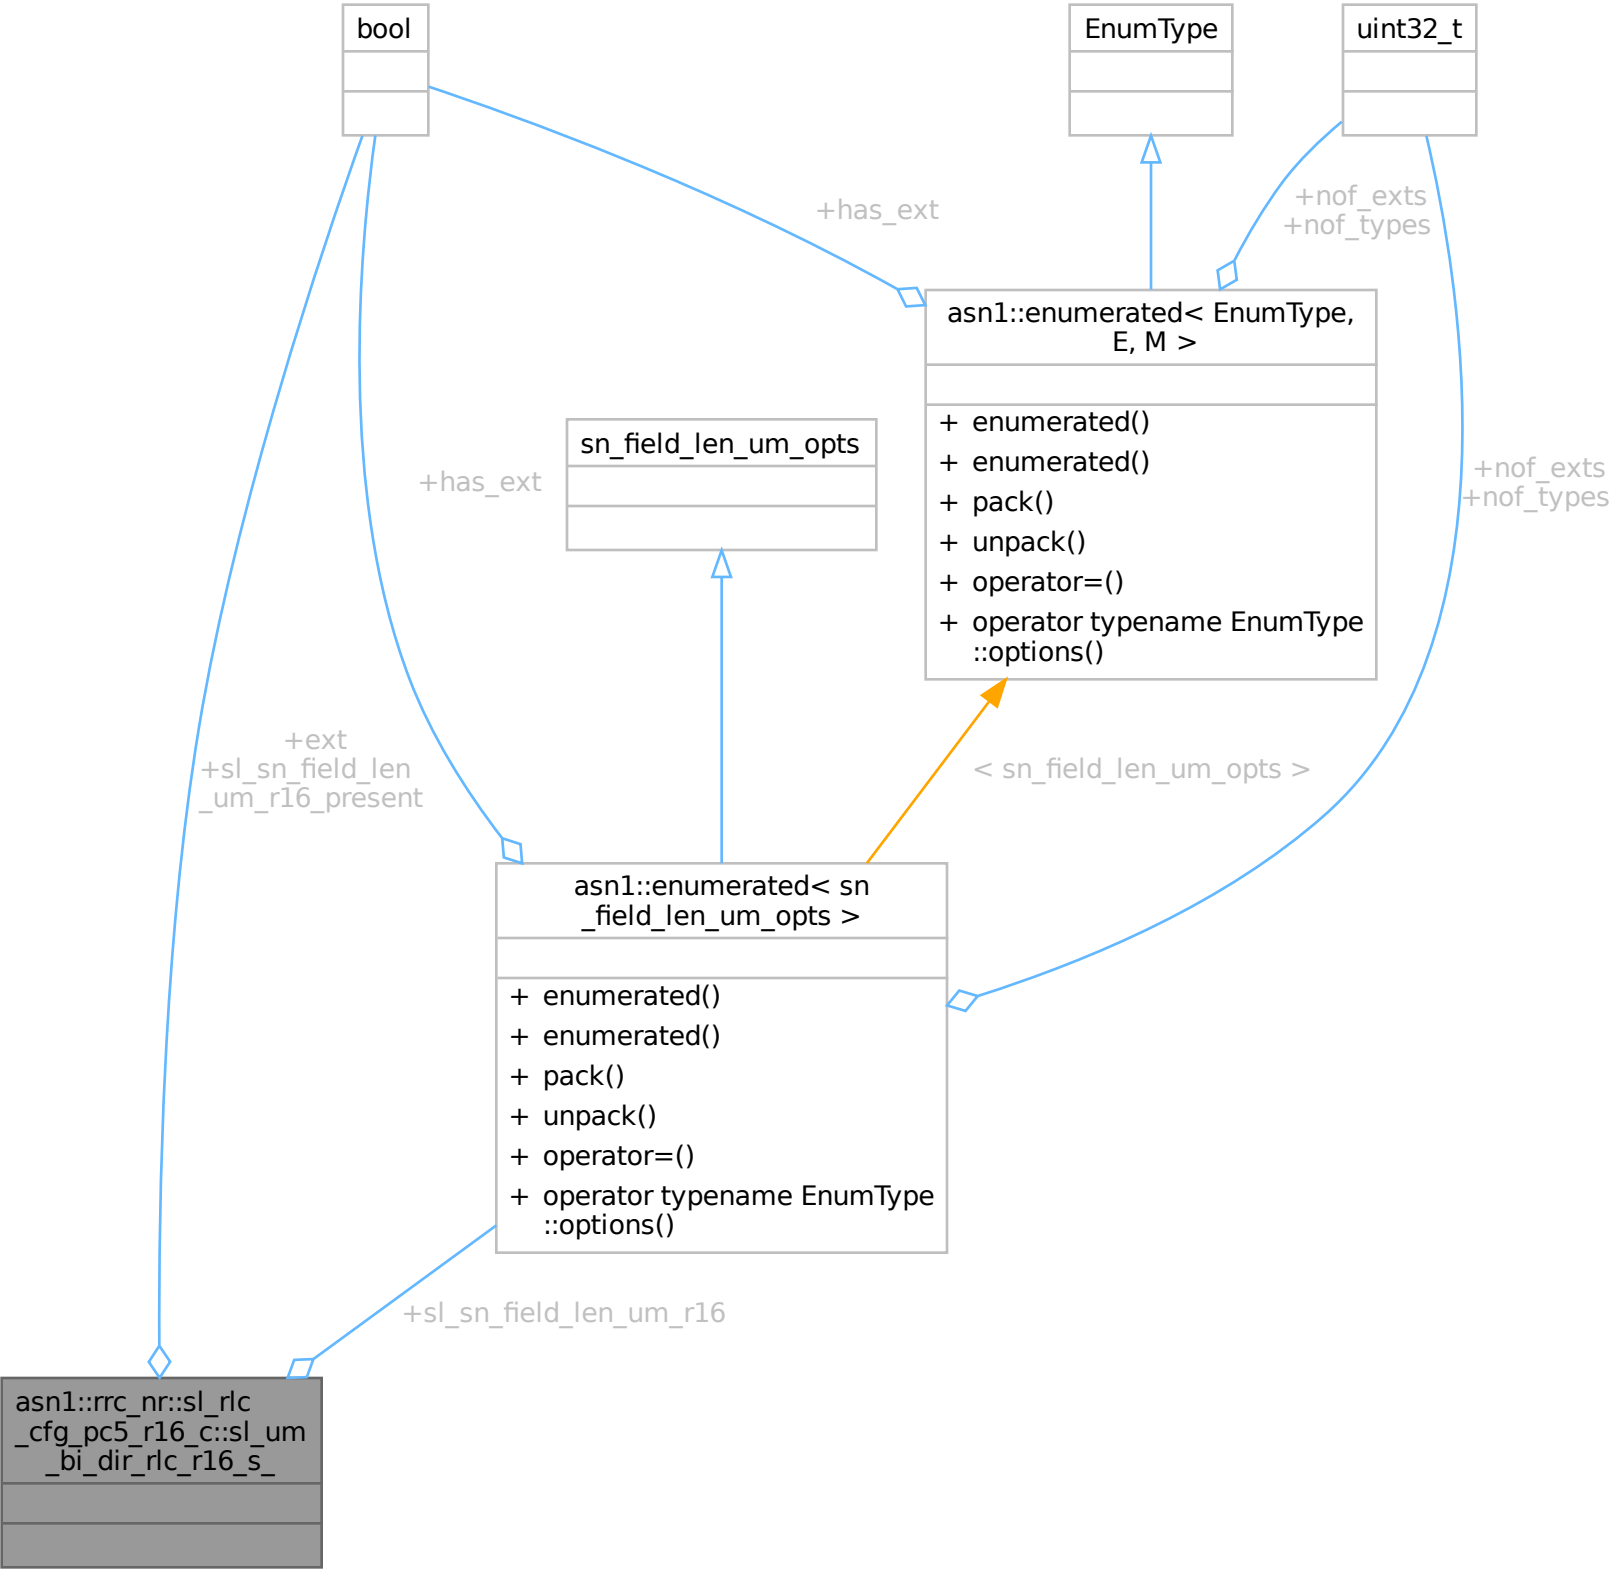 bool
EnumType
uint32_t
+nof_exts
+nof_types
+has_ext
asn1::enumerated< EnumType,
E, M >
+ enumerated()
+ enumerated()
+ pack()
+ unpack()
+ operator=()
+ operator typename EnumType
::options()
sn_field_len_um_opts
+has_ext
+nof_exts
+nof_types
+ext
+sl_sn_field_len
_um_r16_present
< sn_field_len_um_opts >
asn1::enumerated< sn
_field_len_um_opts >
+ enumerated()
+ enumerated()
+ pack()
+ unpack()
+ operator=()
+ operator typename EnumType
::options()
+sl_sn_field_len_um_r16
asn1::rrc_nr::sl_rlc
_cfg_pc5_r16_c::sl_um
_bi_dir_rlc_r16_s_